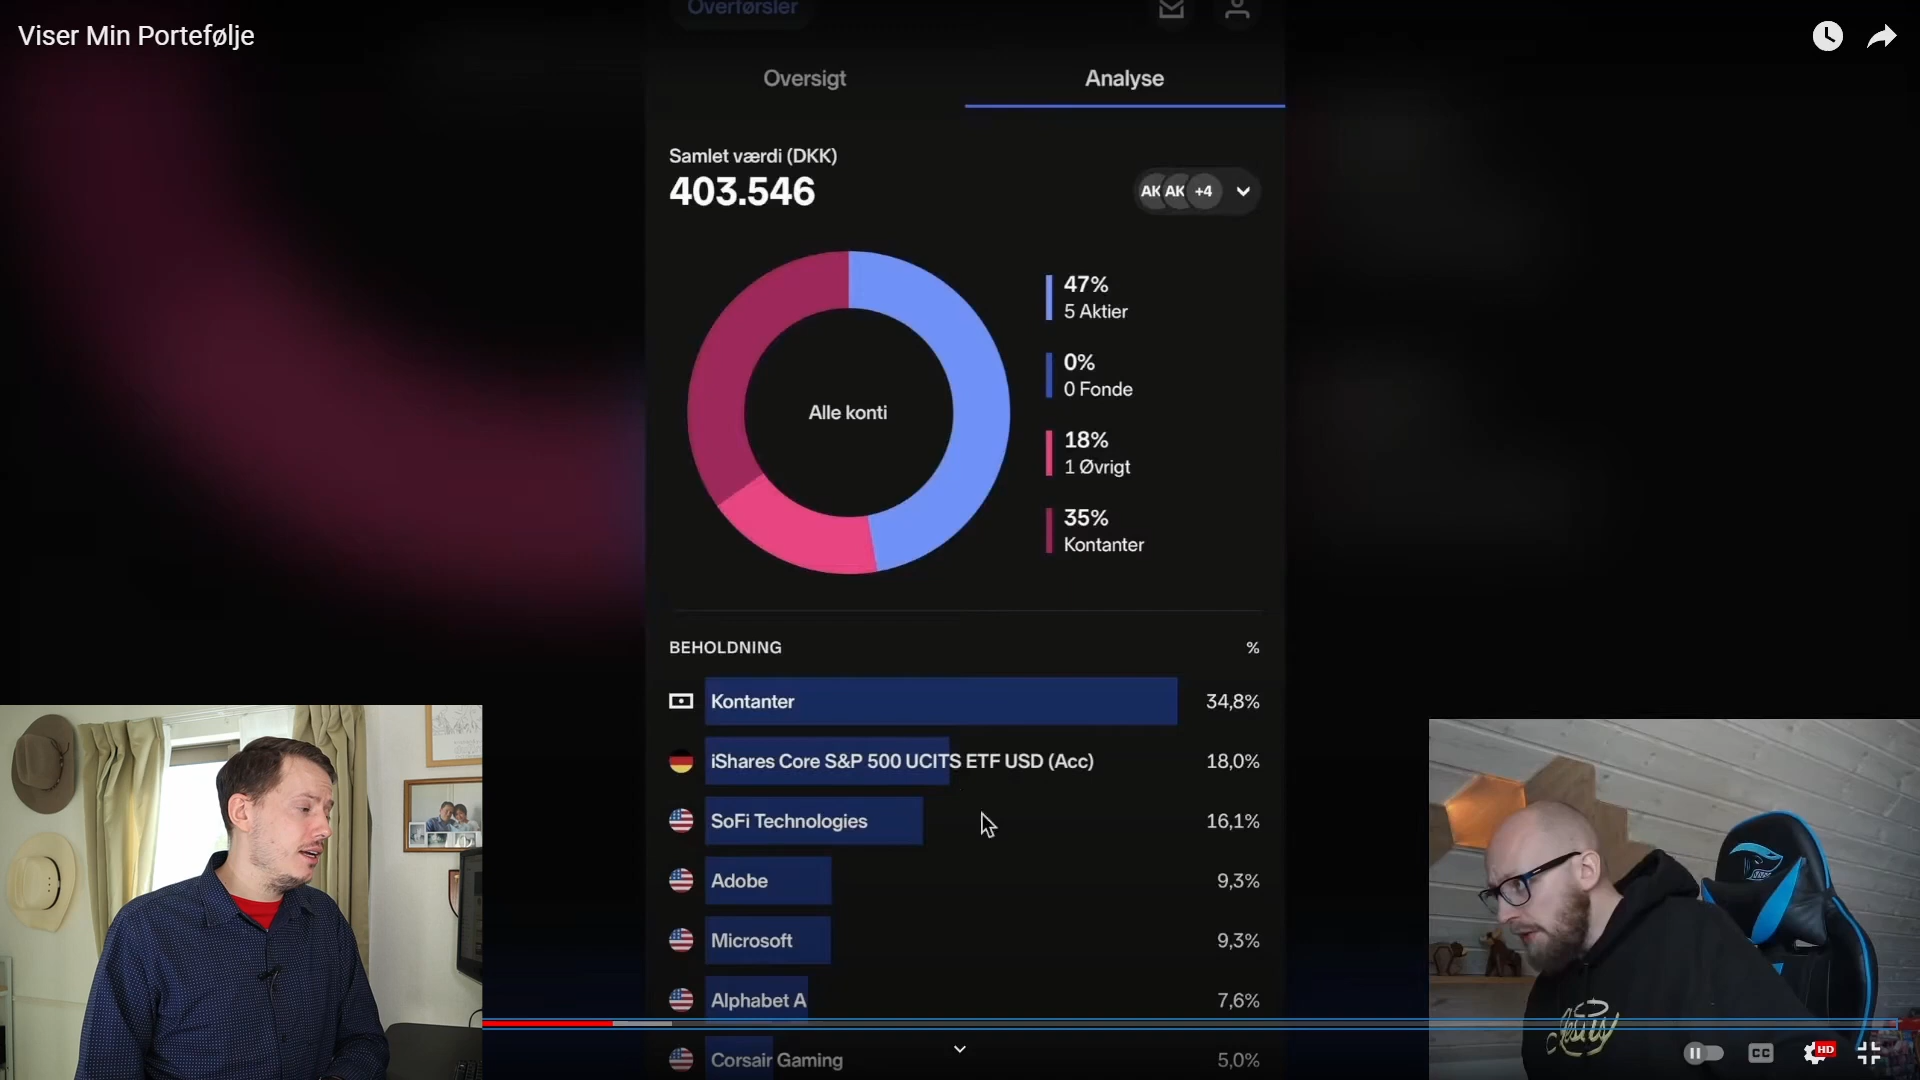 Viser Min Portefølje
Overførsler
Oversigt
Analyse
Samlet værdi (DKK)
403.546
AK AK +4
47%
5 Aktier
0%
0 Fonde
18%
1 Øvrigt
35%
Kontanter
Alle konti
BEHOLDNING %
Kontanter 34,8%
iShares Core S&P 500 UCITS ETF USD (Acc) 18,0%
SoFi Technologies 16,1%
Adobe 9,3%
Microsoft 9,3%
Alphabet A 7,6%
Corsair Gaming 5,0%
CC
HD